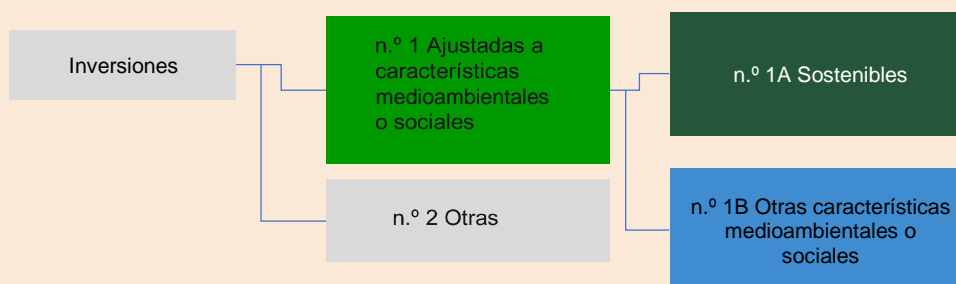 Inversiones
n.º 1 Ajustadas a
características
medioambientales
o sociales
n.º 2 Otras
n.º 1A Sostenibles
n.º 1B Otras características
medioambientales o
sociales